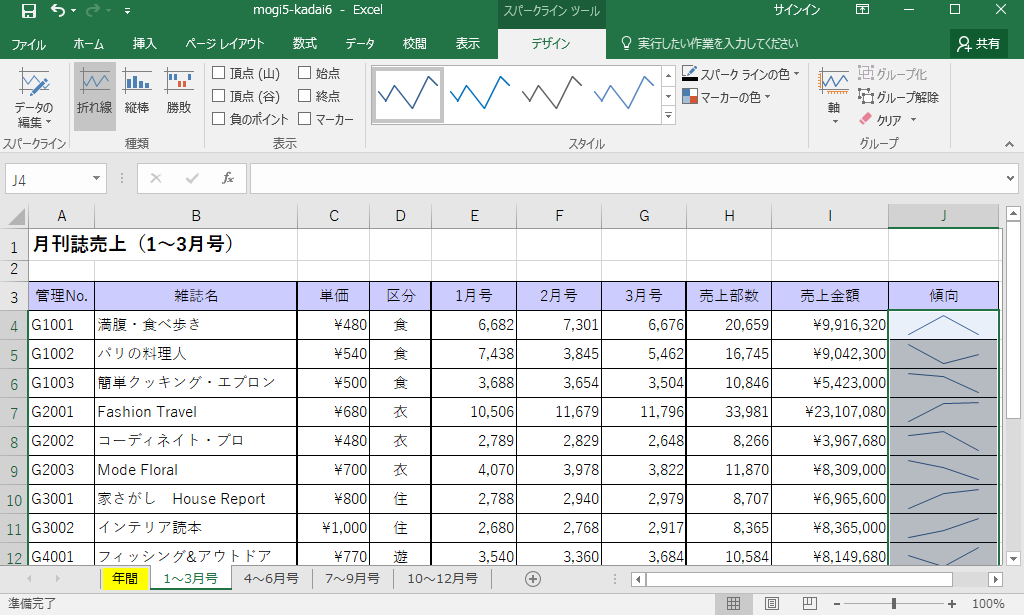 mogi5-kadai6 - Excel
スパークライン ツール
サインイン
ファイル ホーム 挿入 ページ レイアウト 数式 データ 校閲 表示 デザイン 実行したい作業を入力してください 共有
データの編集
スパークライン
折れ線 縦棒 勝敗
種類
頂点 (山) 始点
頂点 (谷) 終点
負のポイント マーカー
表示
スタイル
スパーク ラインの色
マーカーの色
軸
グループ化
グループ解除
クリア
グループ
J4 fx
A B C D E F G H I J
1 月刊誌売上（1～3月号）
2
3 管理No. 雑誌名 単価 区分 1月号 2月号 3月号 売上部数 売上金額 傾向
4 G1001 満腹・食べ歩き ¥480 食 6,682 7,301 6,676 20,659 ¥9,916,320
5 G1002 パリの料理人 ¥540 食 7,438 3,845 5,462 16,745 ¥9,042,300
6 G1003 簡単クッキング・エプロン ¥500 食 3,688 3,654 3,504 10,846 ¥5,423,000
7 G2001 Fashion Travel ¥680 衣 10,506 11,679 11,796 33,981 ¥23,107,080
8 G2002 コーディネイト・プロ ¥480 衣 2,789 2,829 2,648 8,266 ¥3,967,680
9 G2003 Mode Floral ¥700 衣 4,070 3,978 3,822 11,870 ¥8,309,000
10 G3001 家さがし　House Report ¥800 住 2,788 2,940 2,979 8,707 ¥6,965,600
11 G3002 インテリア読本 ¥1,000 住 2,680 2,768 2,917 8,365 ¥8,365,000
12 G4001 フィッシング&アウトドア ¥770 遊 3,540 3,360 3,684 10,584 ¥8,149,680
年間 1～3月号 4～6月号 7～9月号 10～12月号
準備完了 100%